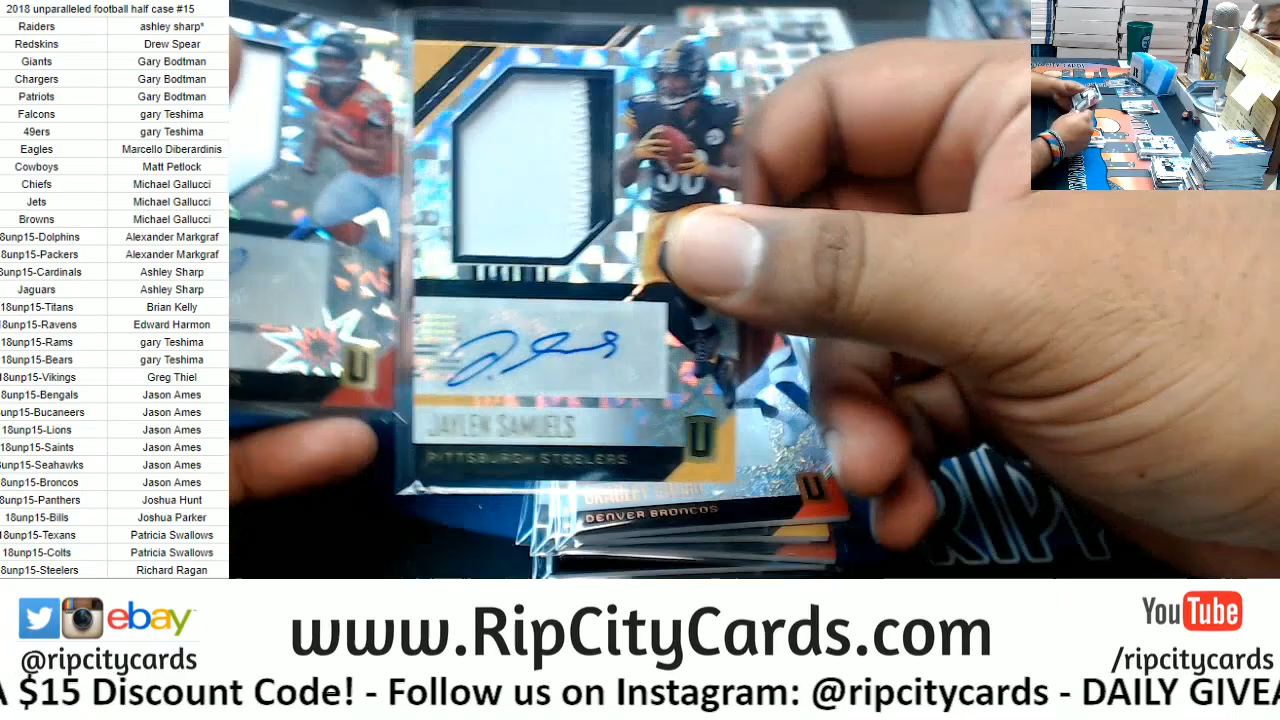 2018 unparalleled football half case #15
Raiders ashley sharp*
Redskins Drew Spear
Giants Gary Bodtman
Chargers Gary Bodtman
Patriots Gary Bodtman
Falcons gary Teshima
49ers gary Teshima
Eagles Marcello Diberardinis
Cowboys Matt Petlock
Chiefs Michael Gallucci
Jets Michael Gallucci
Browns Michael Gallucci
8unp15-Dolphins Alexander Markgraf
8unp15-Packers Alexander Markgraf
8unp15-Cardinals Ashley Sharp
Jaguars Ashley Sharp
18unp15-Titans Brian Kelly
18unp15-Ravens Edward Harmon
18unp15-Rams gary Teshima
18unp15-Bears gary Teshima
18unp15-Vikings Greg Thiel
8unp15-Bengals Jason Ames
unp15-Bucaneers Jason Ames
18unp15-Lions Jason Ames
18unp15-Saints Jason Ames
unp15-Seahawks Jason Ames
8unp15-Broncos Jason Ames
8unp15-Panthers Joshua Hunt
18unp15-Bills Joshua Parker
8unp15-Texans Patricia Swallows
18unp15-Colts Patricia Swallows
8unp15-Steelers Richard Ragan
JAYLEN SAMUELS
PITTSBURGH STEELERS
U
U
DENVER BRONCOS
U
RIP
ebay
@ripcitycards
www.RipCityCards.com
YouTube
/ripcitycards
A $15 Discount Code! - Follow us on Instagram: @ripcitycards - DAILY GIVEA